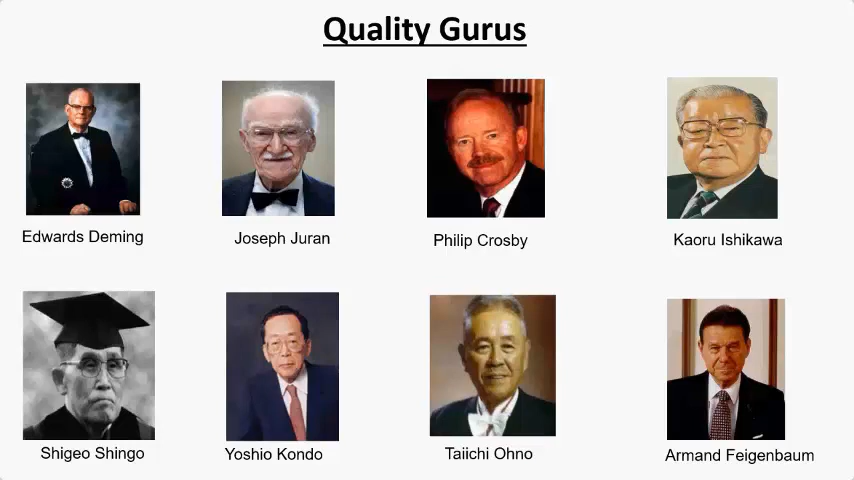 Quality Gurus
Edwards Deming
Joseph Juran
Philip Crosby
Kaoru Ishikawa
Shigeo Shingo
Yoshio Kondo
Taiichi Ohno
Armand Feigenbaum